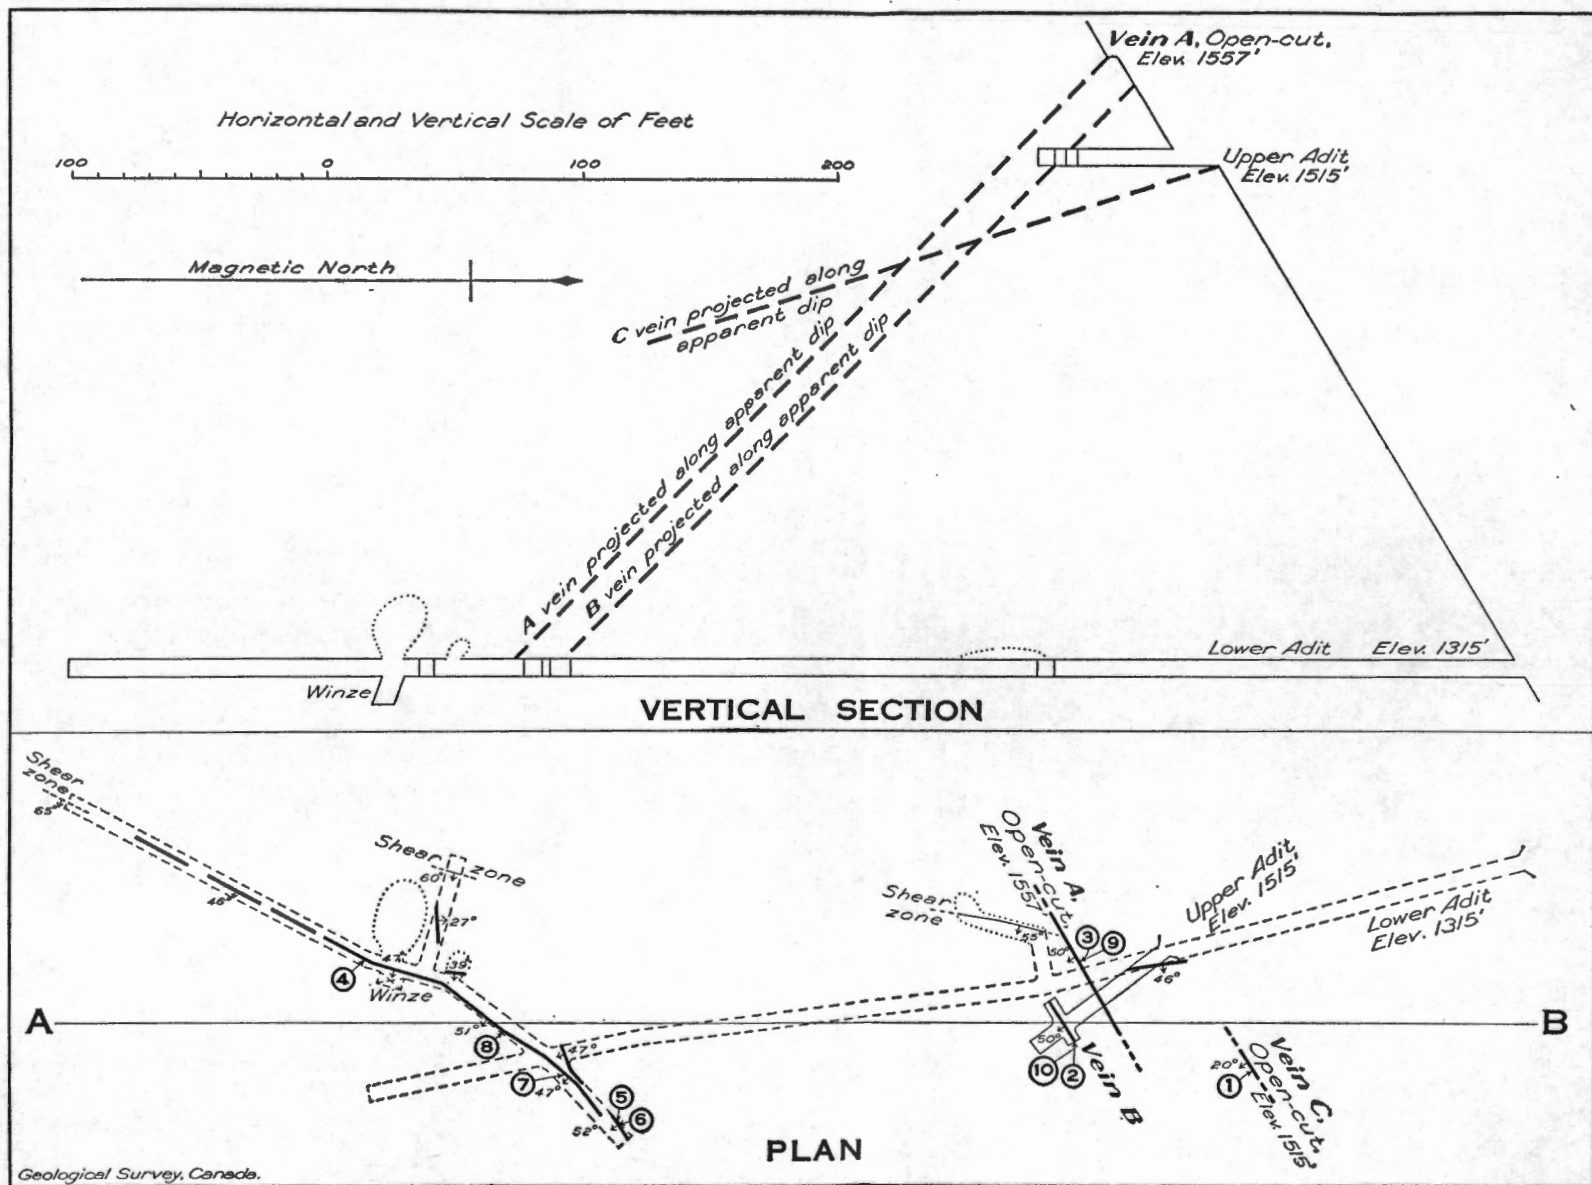 Vein A, Open-cut,
Elev. 1557'
Horizontal and Vertical Scale of Feet
100 0 100 200
Upper Adit
Elev. 1515'
Magnetic North
C vein projected along
apparent dip
A vein projected along apparent dip
B vein projected along apparent dip
Lower Adit Elev. 1315'
Winze
VERTICAL SECTION
Shear
zone
65°
46°
Shear zone
60°
27°
39°
4
Winze
51°
8
47°
7
47°
5
6
52°
Vein A,
Open-cut,
Elev. 1557'
Shear
zone
55°
50°
3
9
Upper Adit
Elev. 1515'
Lower Adit
Elev. 1315'
46°
A
B
50°
10
2
Vein B
20°
1
Vein C,
Open-cut,
Elev. 1515'
PLAN
Geological Survey, Canada.